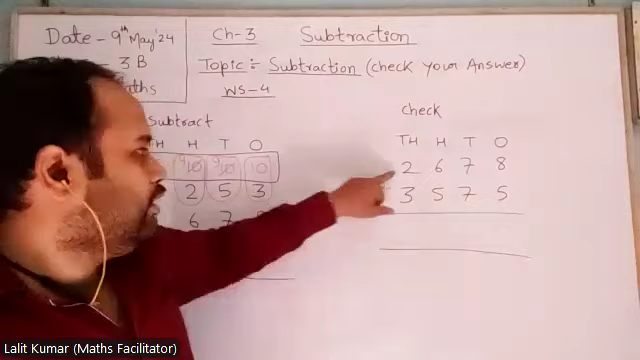 Date - 9th May'24
Ch-3 Subtraction
3 B
Topic :- Subtraction (check your Answer)
WS-4
Subtract
check
H T O
TH H T O
9 10 9 10 10
2 6 7 8
2 5 3
3 5 7 5
6 7
Lalit Kumar (Maths Facilitator)